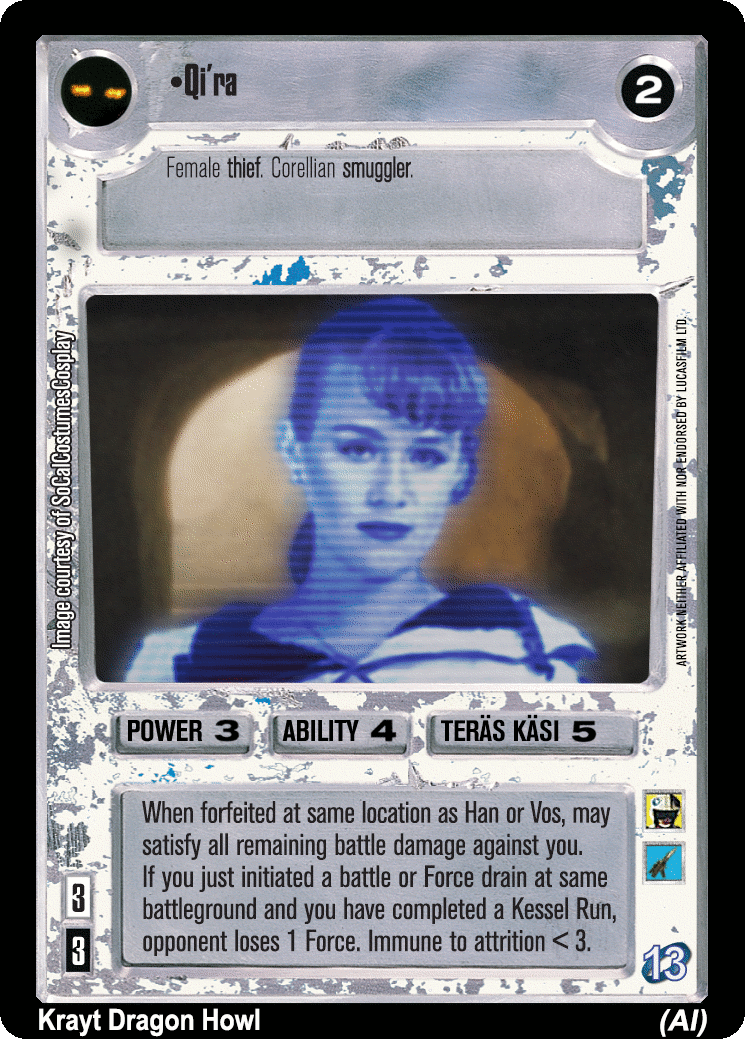 •Qi'ra
2
Female thief. Corellian smuggler.
Image courtesy of SoCalCostumesCosplay
ARTWORK NEITHER AFFILIATED WITH NOR ENDORSED BY LUCASFILM LTD.
POWER 3 ABILITY 4 TERÄS KÄSI 5
When forfeited at same location as Han or Vos, may
satisfy all remaining battle damage against you.
If you just initiated a battle or Force drain at same
battleground and you have completed a Kessel Run,
opponent loses 1 Force. Immune to attrition < 3.
3
3
13
Krayt Dragon Howl (AI)